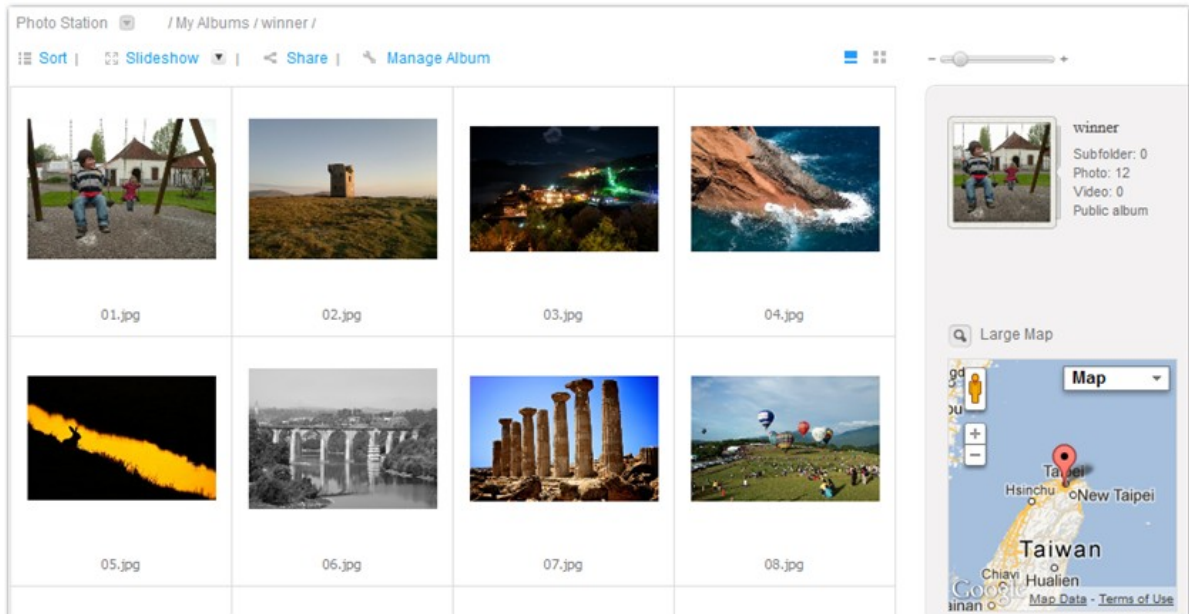 Photo Station / My Albums / winner /
Sort | Slideshow | Share | Manage Album
- +
01.jpg 02.jpg 03.jpg 04.jpg
05.jpg 06.jpg 07.jpg 08.jpg
winner
Subfolder: 0
Photo: 12
Video: 0
Public album
Large Map
Map
+
−
Taipei
Hsinchu
New Taipei
Taiwan
Chiayi
Hualien
Google
Map Data - Terms of Use